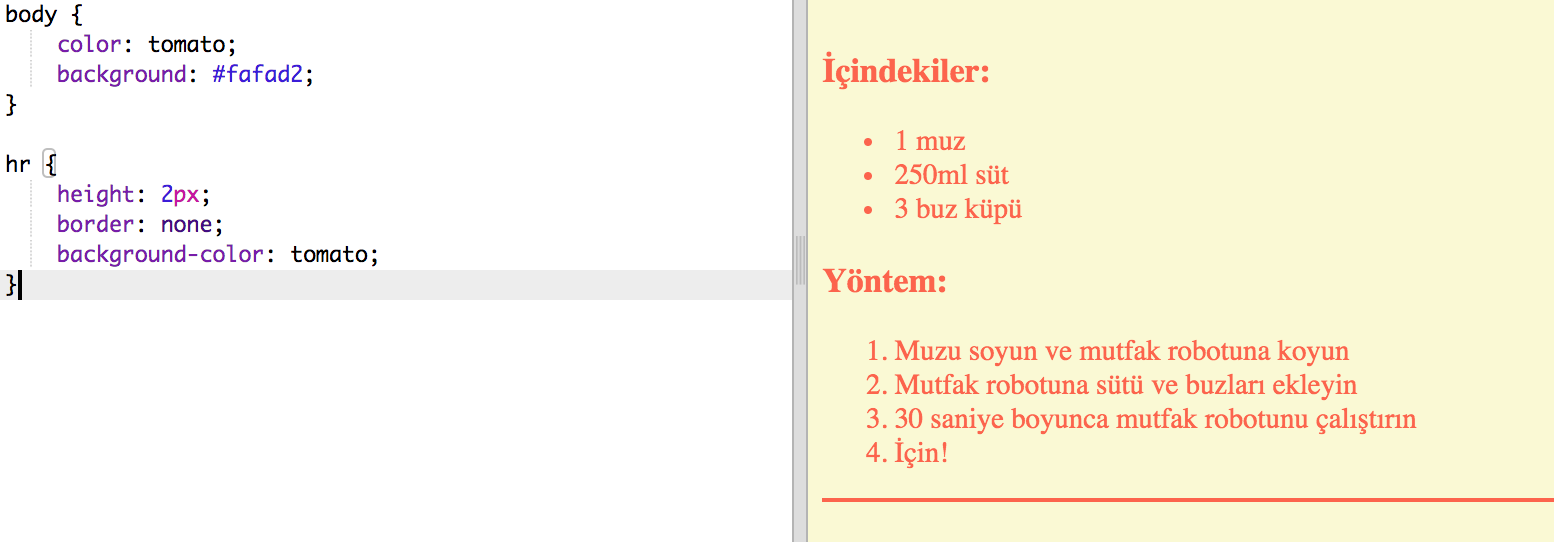 body {
    color: tomato;
    background: #fafad2;
}
hr {
    height: 2px;
    border: none;
    background-color: tomato;
}
İçindekiler:
• 1 muz
• 250ml süt
• 3 buz küpü
Yöntem:
1. Muzu soyun ve mutfak robotuna koyun
2. Mutfak robotuna sütü ve buzları ekleyin
3. 30 saniye boyunca mutfak robotunu çalıştırın
4. İçin!